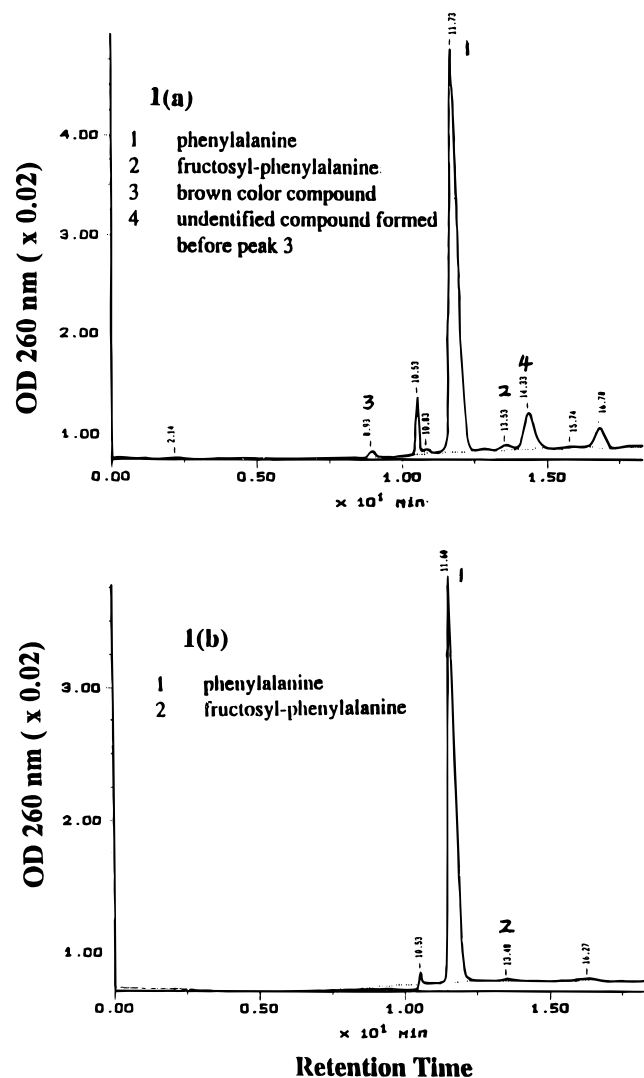 1(a)
1 phenylalanine
2 fructosyl-phenylalanine
3 brown color compound
4 undentified compound formed
before peak 3
OD 260 nm ( x 0.02)
4.00
3.00
2.00
1.00
2.14
3
8.93
10.53
10.83
11.73
1
2
13.53
4
14.33
15.74
16.78
0.00 0.50 1.00 1.50
× 10¹ Min
1(b)
1 phenylalanine
2 fructosyl-phenylalanine
OD 260 nm ( x 0.02)
3.00
2.00
1.00
10.53
11.60
1
2
13.48
16.27
0.00 0.50 1.00 1.50
× 10¹ Min
Retention Time